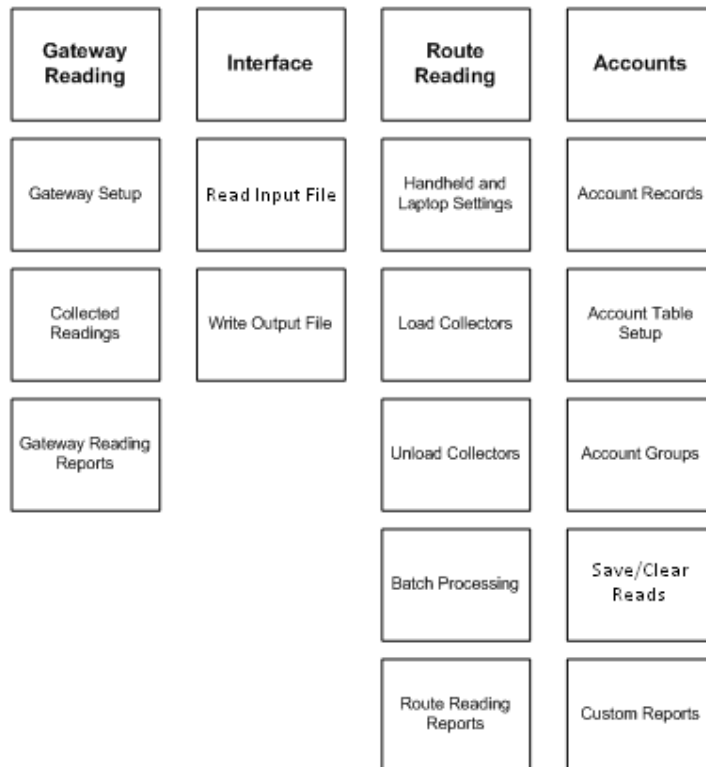 Gateway
Reading
Interface
Route
Reading
Accounts
Gateway Setup
Read Input File
Handheld and
Laptop Settings
Account Records
Collected
Readings
Write Output File
Load Collectors
Account Table
Setup
Gateway Reading
Reports
Unload Collectors
Account Groups
Batch Processing
Save/Clear
Reads
Route Reading
Reports
Custom Reports